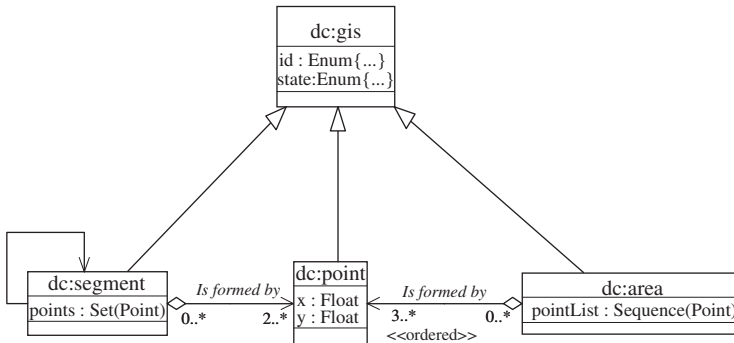 dc:gis
id : Enum{...}
state:Enum{...}
dc:segment
points : Set(Point)
Is formed by
0..*
2..*
dc:point
x : Float
y : Float
Is formed by
3..*
0..*
<<ordered>>
dc:area
pointList : Sequence(Point)